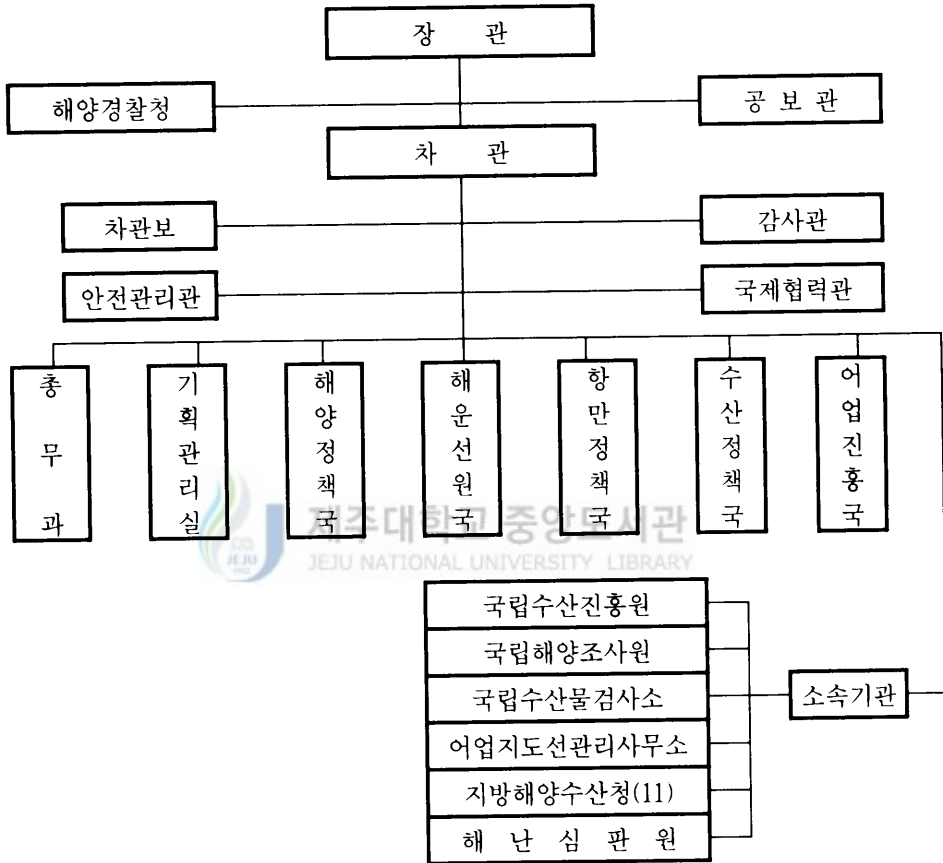 장 관
해양경찰청
공 보 관
차 관
차관보
감사관
안전관리관
국제협력관
총무과
기획관리실
해양정책국
해운선원국
항만정책국
수산정책국
어업진흥국
제주대학교 중앙도서관
JEJU NATIONAL UNIVERSITY LIBRARY
JEJU
1952
국립수산진흥원
국립해양조사원
국립수산물검사소
소속기관
어업지도선관리사무소
지방해양수산청(11)
해 난 심 판 원